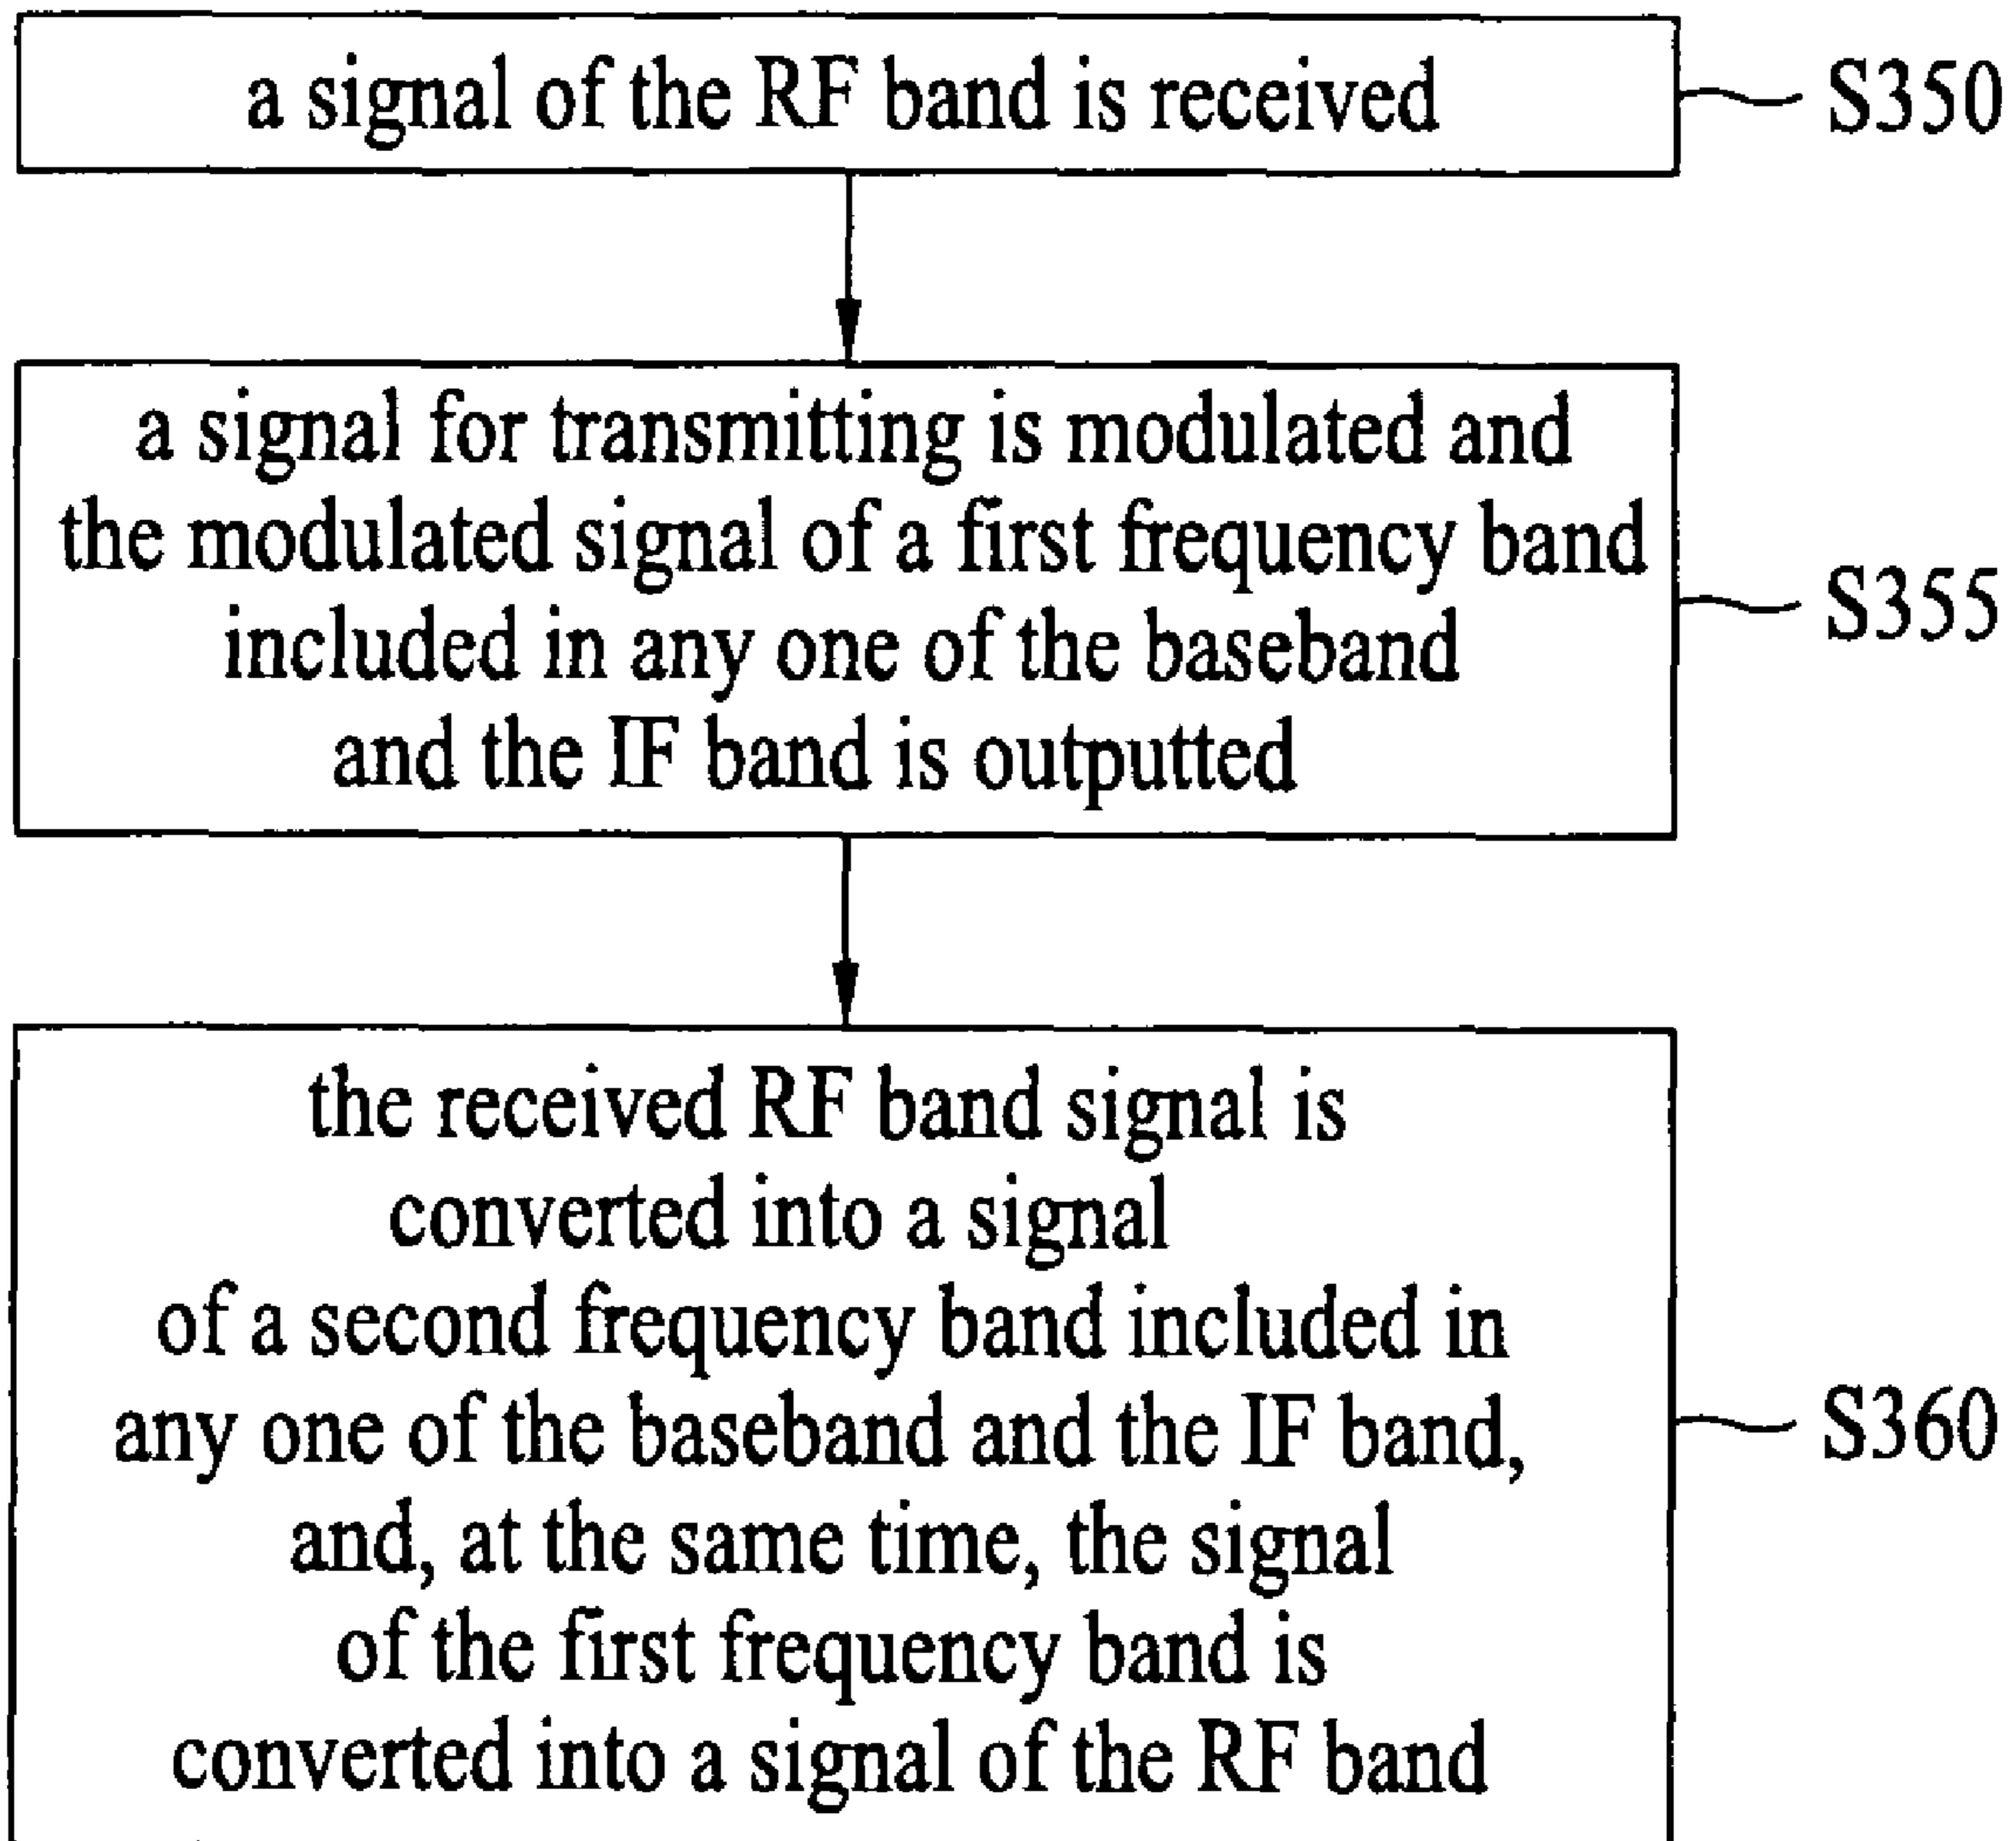 a signal of the RF band is received
S350
a signal for transmitting is modulated and
the modulated signal of a first frequency band
included in any one of the baseband
and the IF band is outputted
S355
the received RF band signal is
converted into a signal
of a second frequency band included in
any one of the baseband and the IF band,
and, at the same time, the signal
of the first frequency band is
converted into a signal of the RF band
S360